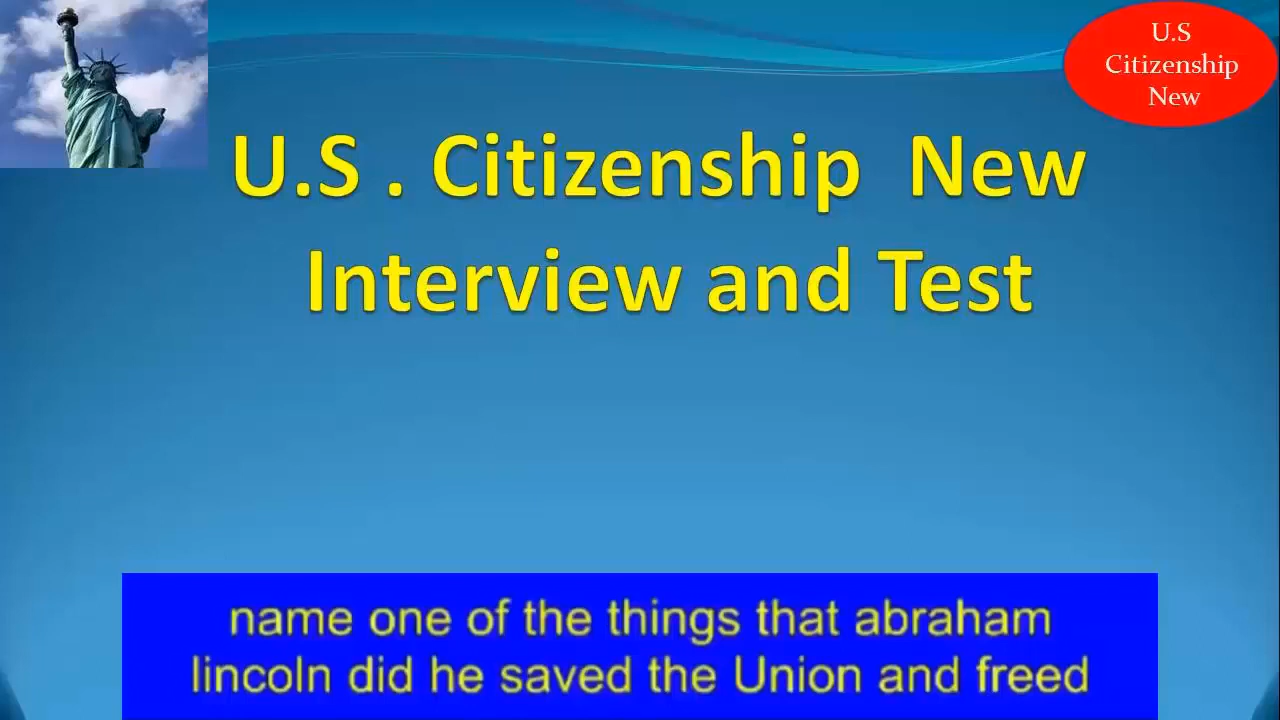 U.S
Citizenship
New
U.S . Citizenship New
Interview and Test
name one of the things that abraham
lincoln did he saved the Union and freed